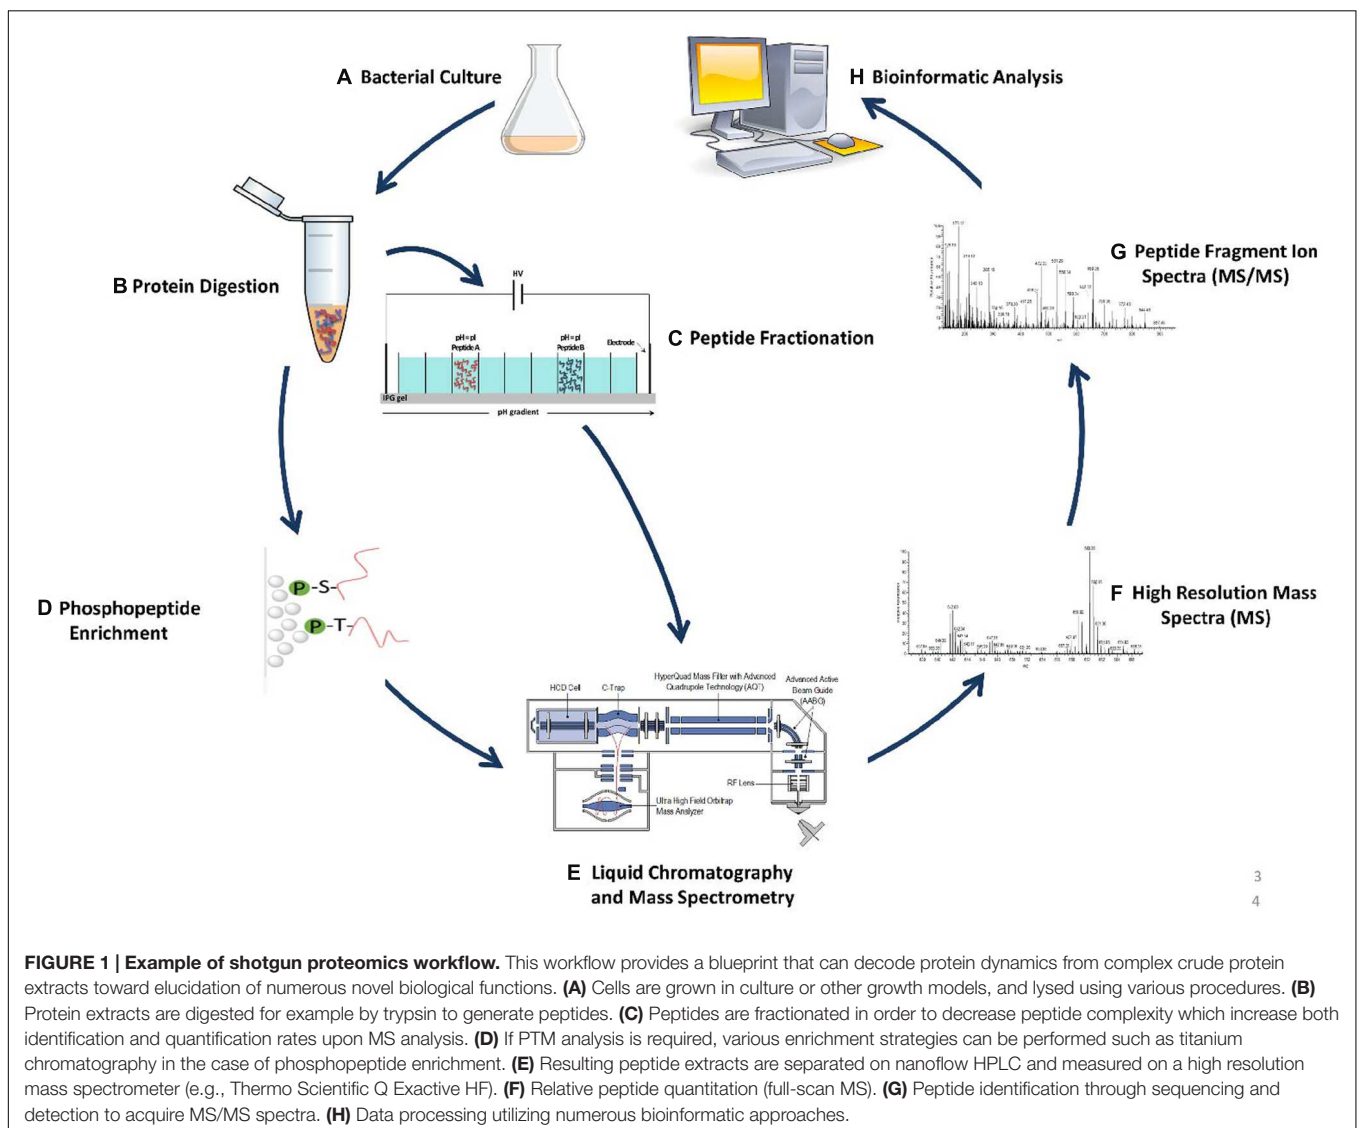 A Bacterial Culture
H Bioinformatic Analysis
B Protein Digestion
HV
pH = pI
Peptide A
pH = pI
Peptide B
Electrode
IPG gel
pH gradient
C Peptide Fractionation
G Peptide Fragment Ion
Spectra (MS/MS)
D Phosphopeptide
Enrichment
P-S-
P-T-
F High Resolution Mass
Spectra (MS)
HCD Cell
C-Trap
HyperQuad Mass Filter with Advanced
Quadrupole Technology (AQT)
Advanced Active
Beam Guide
(AABG)
RF Lens
Ultra High Field Orbitrap
Mass Analyzer
E Liquid Chromatography
and Mass Spectrometry
3
4
FIGURE 1 | Example of shotgun proteomics workflow. This workflow provides a blueprint that can decode protein dynamics from complex crude protein
extracts toward elucidation of numerous novel biological functions. (A) Cells are grown in culture or other growth models, and lysed using various procedures. (B)
Protein extracts are digested for example by trypsin to generate peptides. (C) Peptides are fractionated in order to decrease peptide complexity which increase both
identification and quantification rates upon MS analysis. (D) If PTM analysis is required, various enrichment strategies can be performed such as titanium
chromatography in the case of phosphopeptide enrichment. (E) Resulting peptide extracts are separated on nanoflow HPLC and measured on a high resolution
mass spectrometer (e.g., Thermo Scientific Q Exactive HF). (F) Relative peptide quantitation (full-scan MS). (G) Peptide identification through sequencing and
detection to acquire MS/MS spectra. (H) Data processing utilizing numerous bioinformatic approaches.